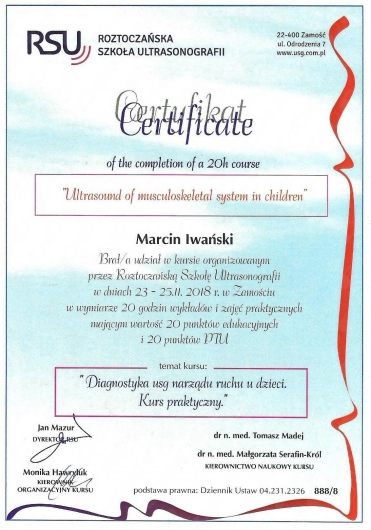 RSU
ROZTOCZAŃSKA
SZKOŁA ULTRASONOGRAFII
22-400 Zamość
ul. Odrodzenia 7
www.usg.com.pl
Certyfikat
Certificate
of the completion of a 20h course
"Ultrasound of musculoskeletal system in children"
Marcin Iwański
Brał/a udział w kursie organizowanym
przez Roztoczańską Szkołę Ultrasonografii
w dniach 23 - 25.11. 2018 r. w Zamościu
w wymiarze 20 godzin wykładów i zajęć praktycznych
mającym wartość 20 punktów edukacyjnych
i 20 punktów PTU
temat kursu:
"Diagnostyka usg narządu ruchu u dzieci.
Kurs praktyczny."
Jan Mazur
DYREKTOR RSU
Monika Hawryluk
KIEROWNIK
ORGANIZACYJNY KURSU
dr n. med. Tomasz Madej
dr n. med. Małgorzata Serafin-Król
KIEROWNICTWO NAUKOWY KURSU
podstawa prawna: Dziennik Ustaw 04.231.2326
888/8